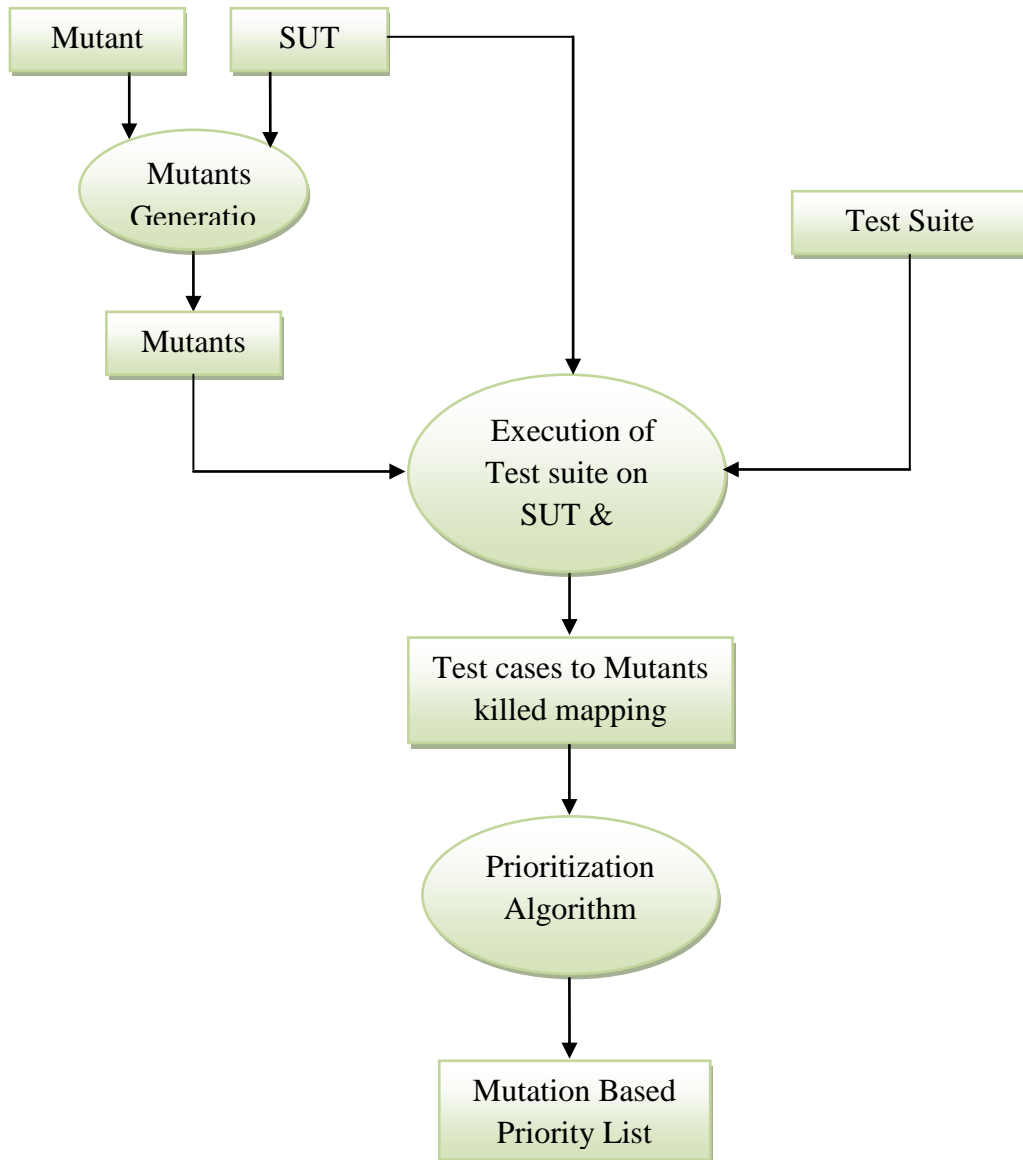 Mutant
SUT
Mutants
Generatio
Test Suite
Mutants
Execution of
Test suite on
SUT &
Test cases to Mutants
killed mapping
Prioritization
Algorithm
Mutation Based
Priority List